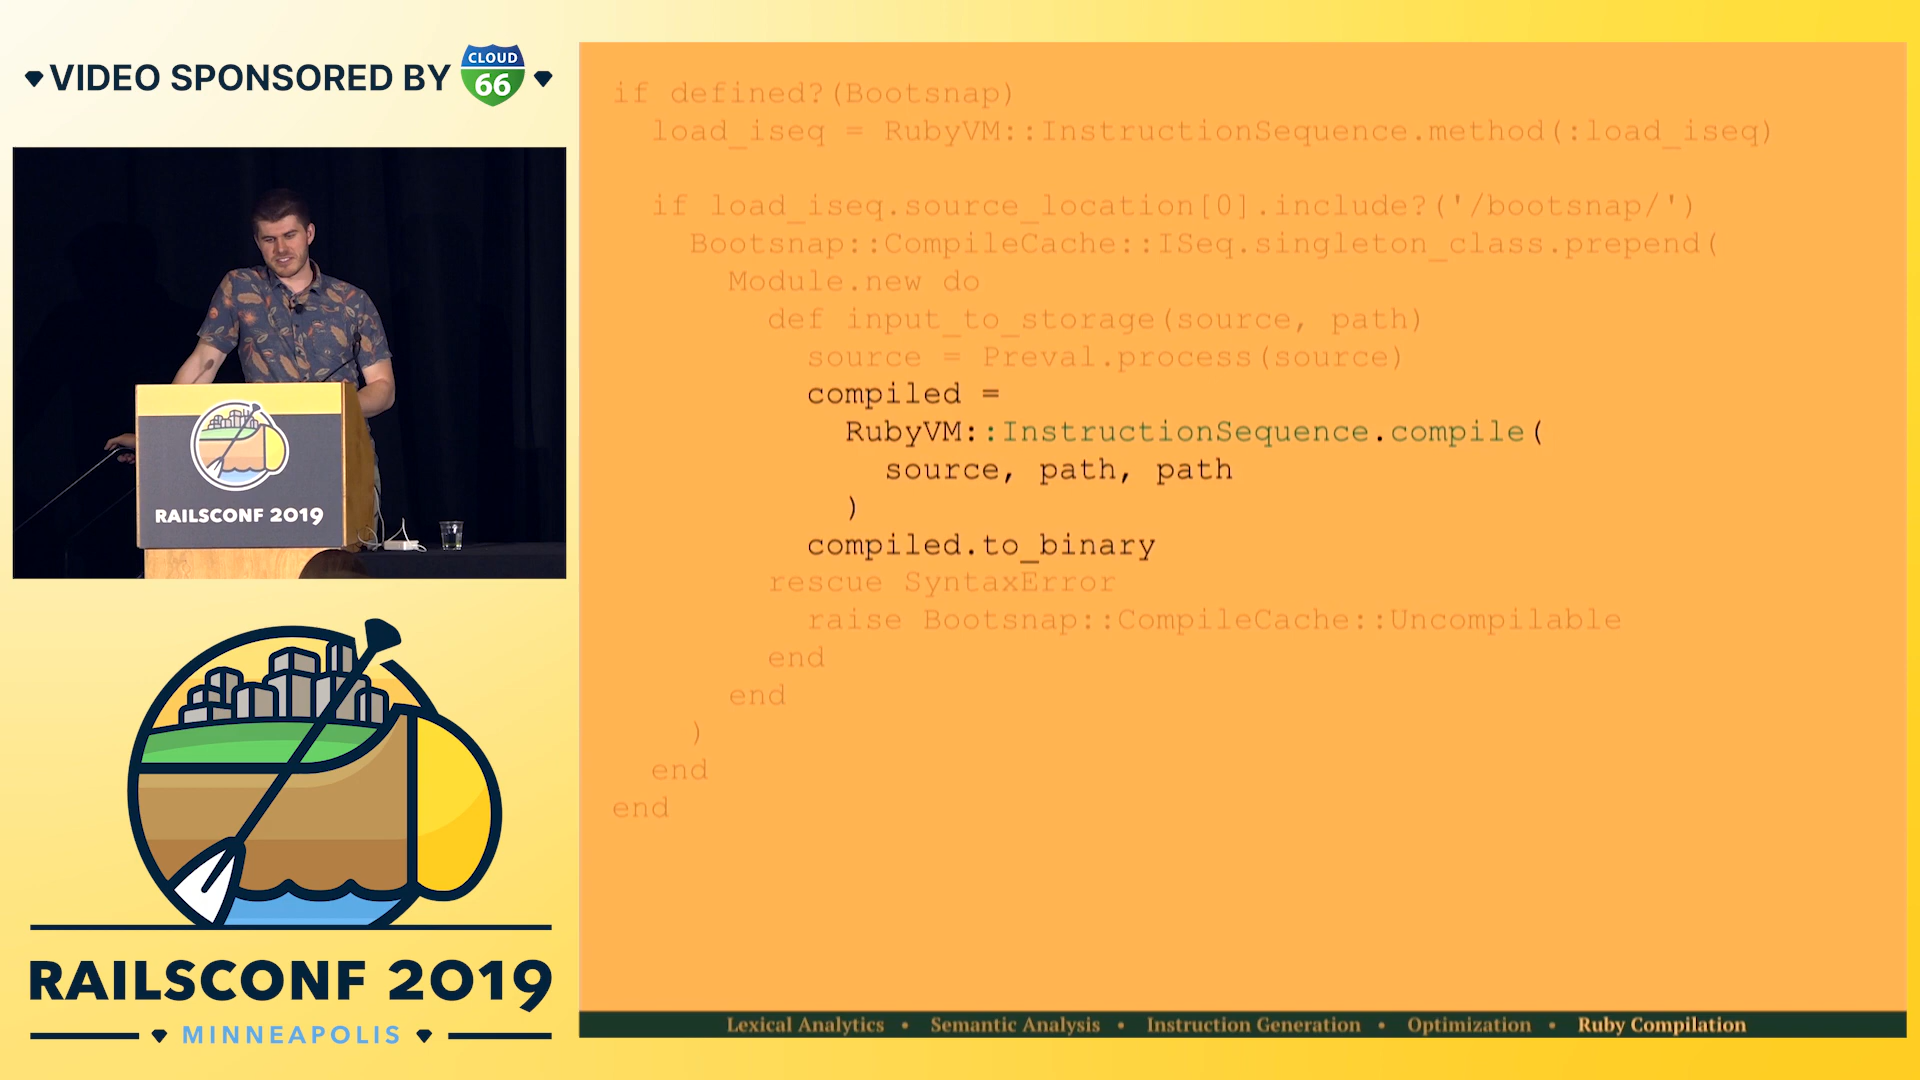 VIDEO SPONSORED BY CLOUD 66
RAILSCONF 2019
RAILSCONF 2019
MINNEAPOLIS
if defined?(Bootsnap)
  load_iseq = RubyVM::InstructionSequence.method(:load_iseq)
  if load_iseq.source_location[0].include?('/bootsnap/')
    Bootsnap::CompileCache::ISeq.singleton_class.prepend(
      Module.new do
        def input_to_storage(source, path)
          source = Preval.process(source)
          compiled =
            RubyVM::InstructionSequence.compile(
              source, path, path
            )
          compiled.to_binary
        rescue SyntaxError
          raise Bootsnap::CompileCache::Uncompilable
        end
      end
    )
  end
end
Lexical Analytics • Semantic Analysis • Instruction Generation • Optimization • Ruby Compilation